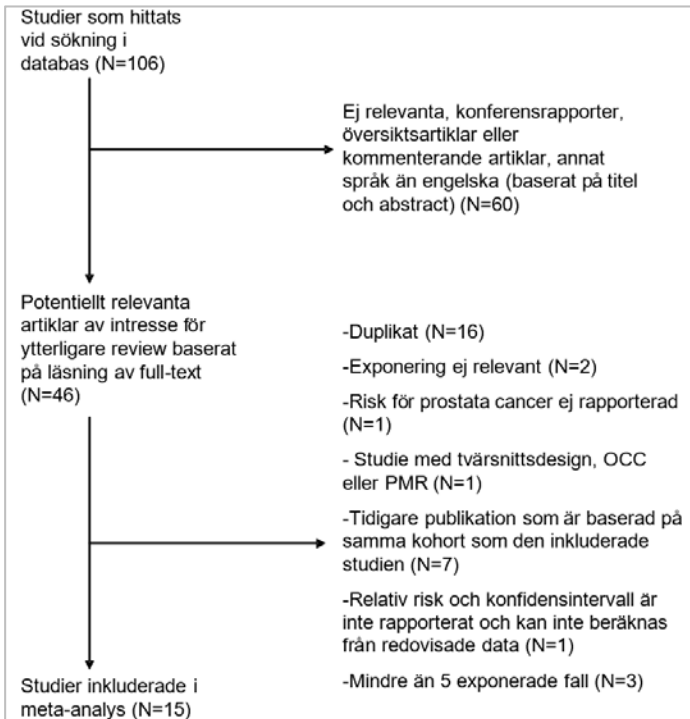 Studier som hittats
vid sökning i
databas (N=106)
Ej relevanta, konferensrapporter,
översiktsartiklar eller
kommenterande artiklar, annat
språk än engelska (baserat på titel
och abstract) (N=60)
Potentiellt relevanta
artiklar av intresse för
ytterligare review baserat
på läsning av full-text
(N=46)
-Duplikat (N=16)
-Exponering ej relevant (N=2)
-Risk för prostata cancer ej rapporterad
(N=1)
- Studie med tvärsnittsdesign, OCC
eller PMR (N=1)
-Tidigare publikation som är baserad på
samma kohort som den inkluderade
studien (N=7)
-Relativ risk och konfidensintervall är
inte rapporterat och kan inte beräknas
från redovisade data (N=1)
-Mindre än 5 exponerade fall (N=3)
Studier inkluderade i
meta-analys (N=15)